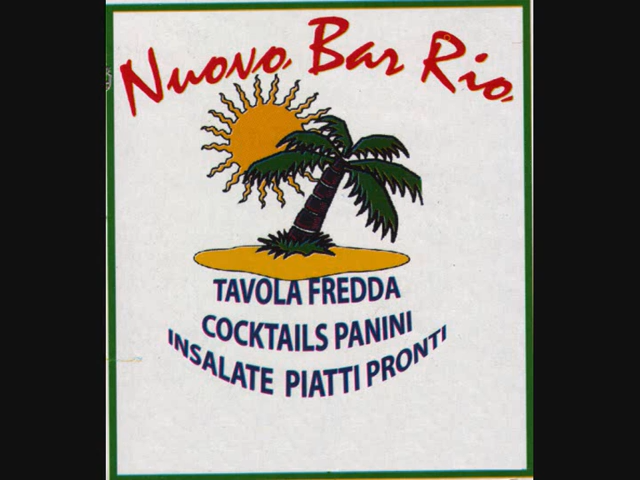 Nuovo Bar Rio
TAVOLA FREDDA
COCKTAILS PANINI
INSALATE PIATTI PRONTI